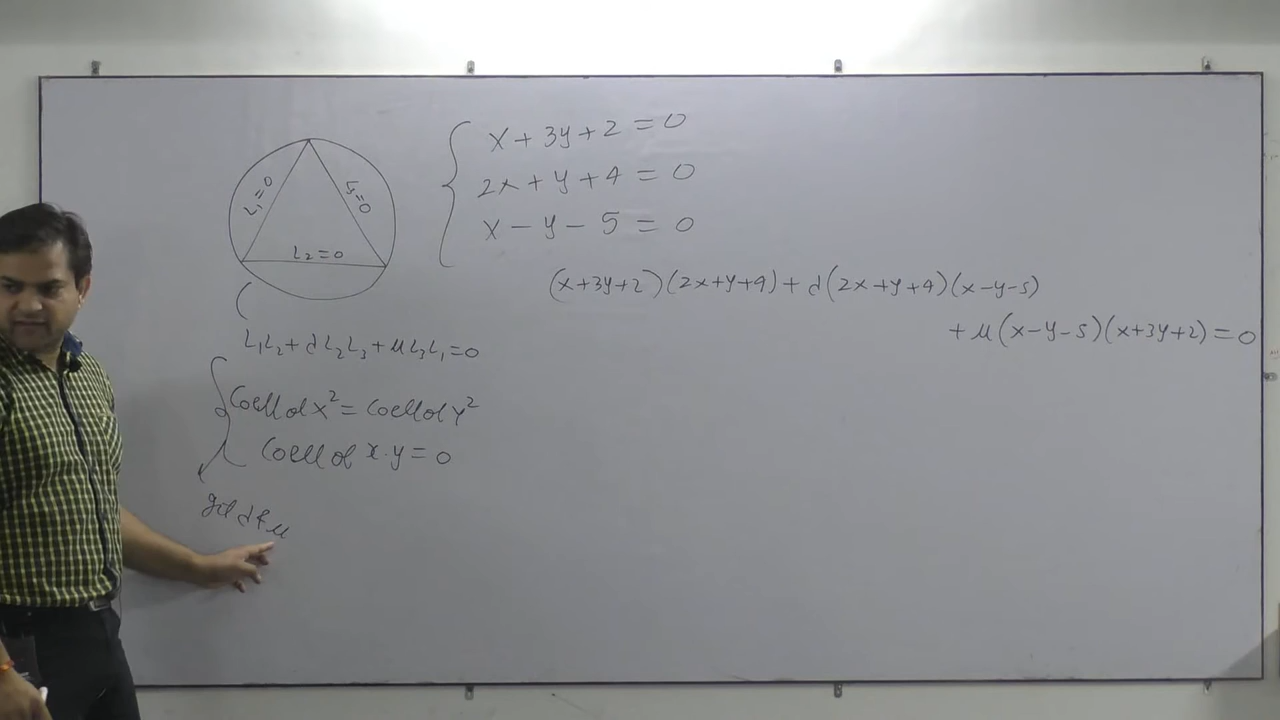 L₁=0
L₃=0
L₂=0
x+3y+2=0
2x+y+4=0
x-y-5=0
(x+3y+2)(2x+y+4)+λ(2x+y+4)(x-y-5)
+μ(x-y-5)(x+3y+2)=0
L₁L₂+λL₂L₃+μL₃L₁=0
Coeff of x²=Coeff of y²
Coeff of x.y=0
get λ & μ